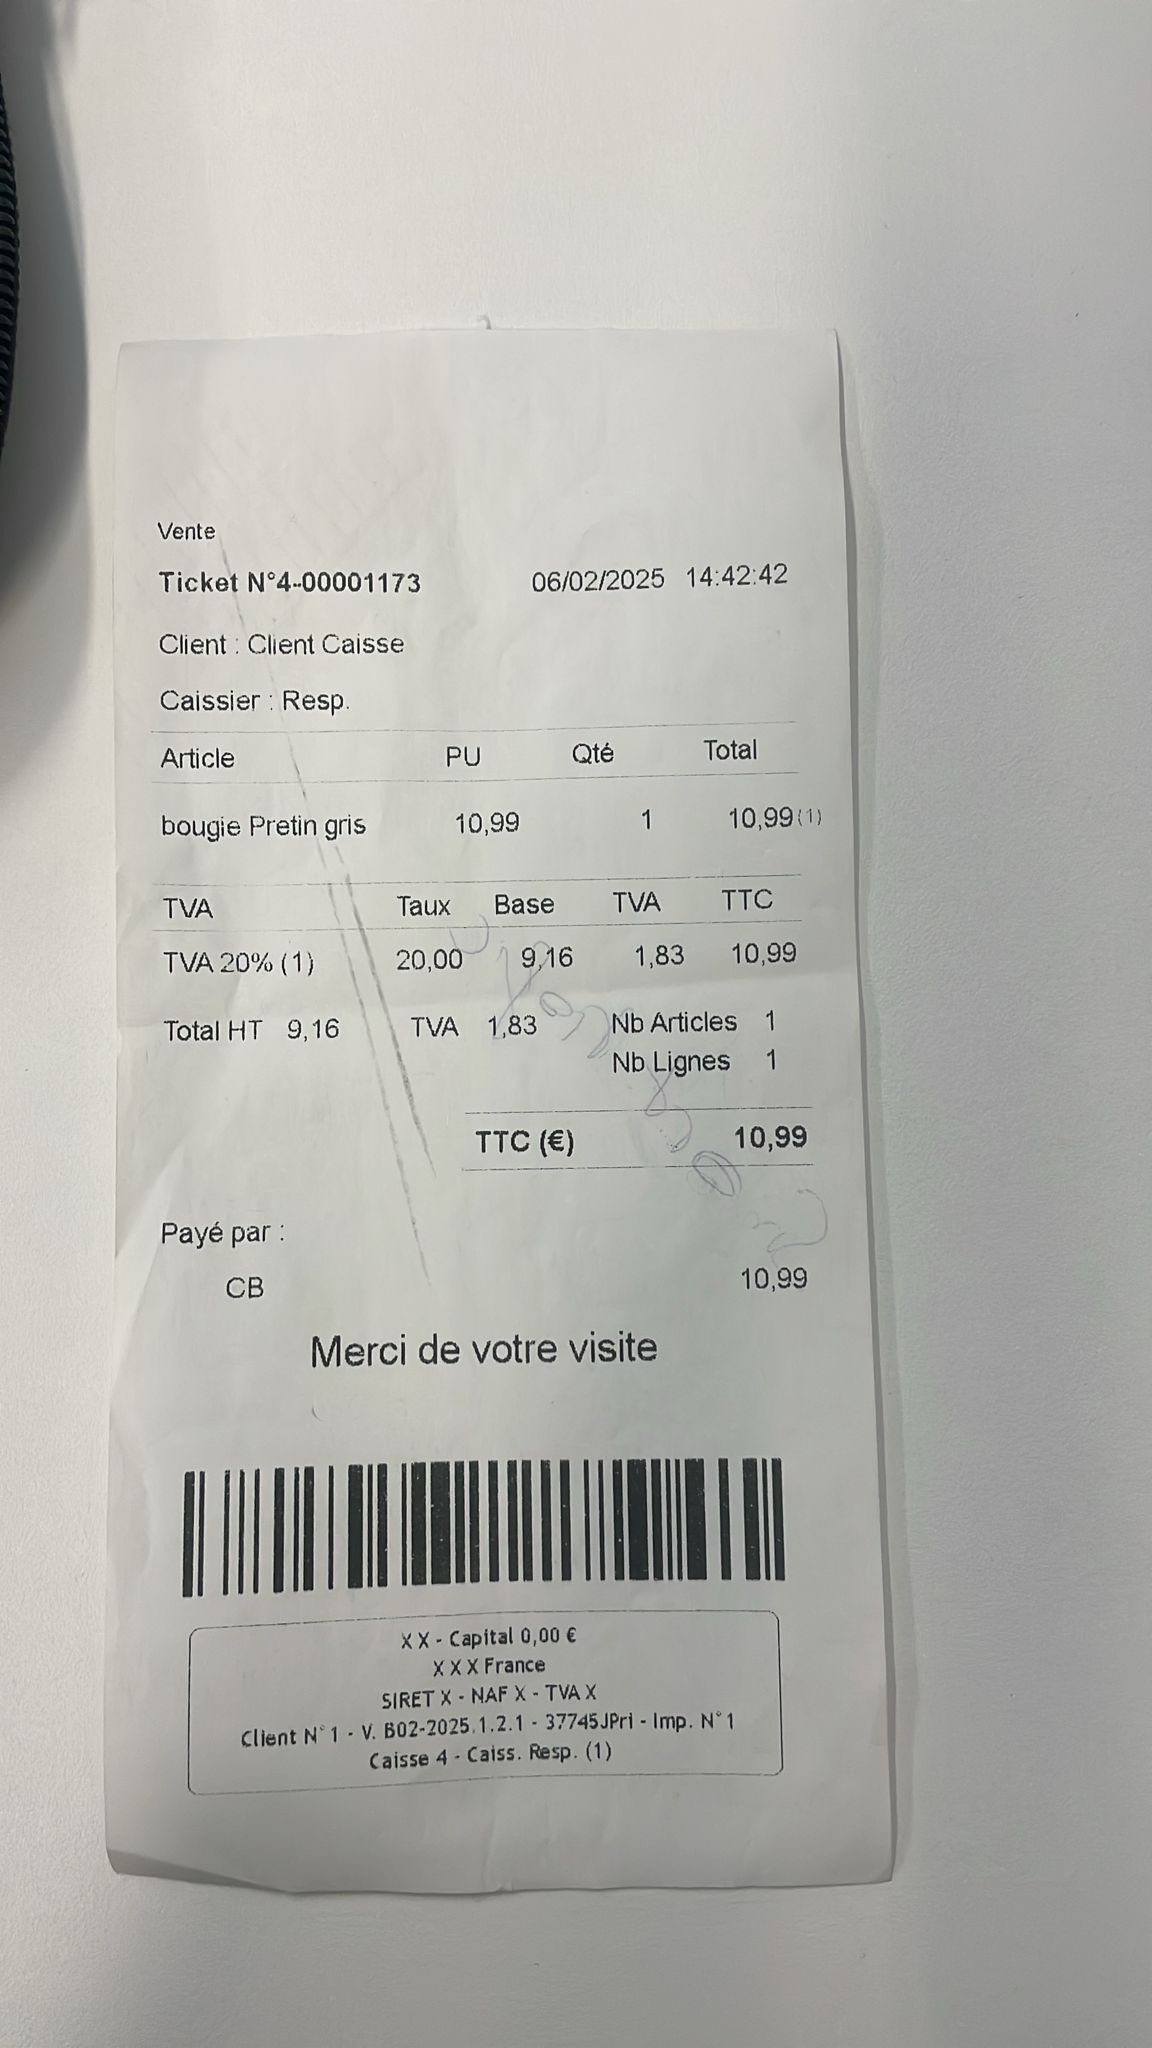 Vente
Ticket N°4-00001173 06/02/2025 14:42:42
Client : Client Caisse
Caissier : Resp.
Article PU Qté Total
bougie Pretin gris 10,99 1 10,99(1)
TVA Taux Base TVA TTC
TVA 20% (1) 20,00 9,16 1,83 10,99
Total HT 9,16 TVA 1,83 Nb Articles 1
Nb Lignes 1
TTC (€) 10,99
Payé par :
CB 10,99
Merci de votre visite
X X - Capital 0,00 €
X X X France
SIRET X - NAF X - TVA X
Client N°1 - V. B02-2025.1.2.1 - 37745JPri - Imp. N°1
Caisse 4 - Caiss. Resp. (1)